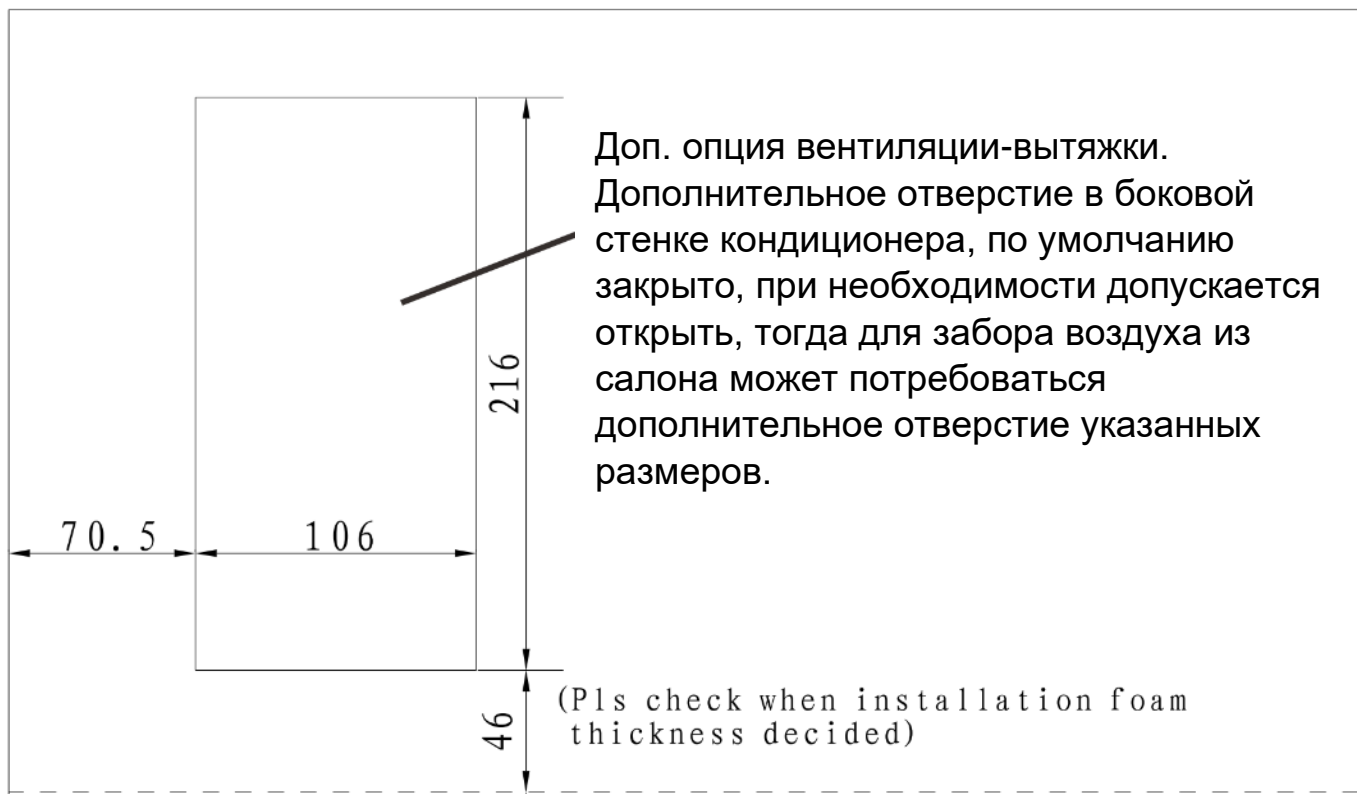 Доп. опция вентиляции-вытяжки.
Дополнительное отверстие в боковой
стенке кондиционера, по умолчанию
закрыто, при необходимости допускается
открыть, тогда для забора воздуха из
салона может потребоваться
дополнительное отверстие указанных
размеров.
216
70.5
106
46
(Pls check when installation foam
thickness decided)